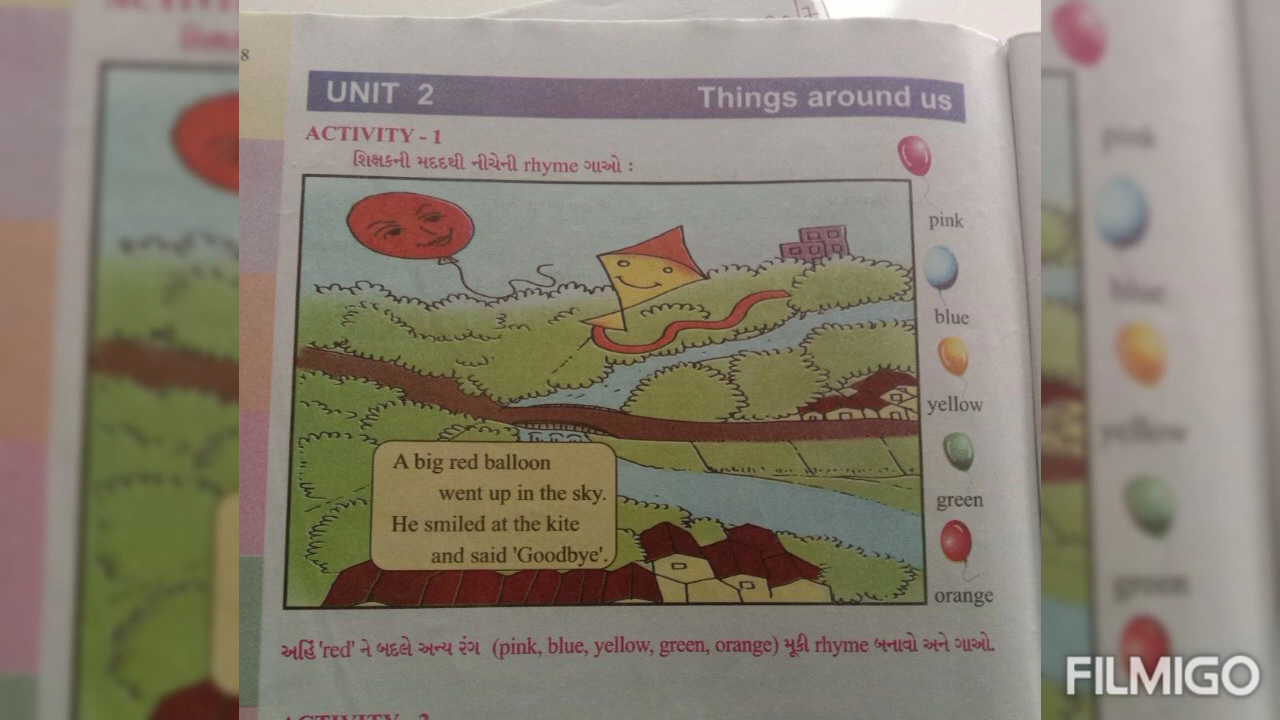 8
UNIT 2 Things around us
ACTIVITY - 1
શિક્ષકની મદદથી નીચેની rhyme ગાઓ :
pink
blue
yellow
green
orange
A big red balloon
went up in the sky.
He smiled at the kite
and said 'Goodbye'.
અહિં 'red' ને બદલે અન્ય રંગ (pink, blue, yellow, green, orange) મૂકી rhyme બનાવો અને ગાઓ.
FILMIGO